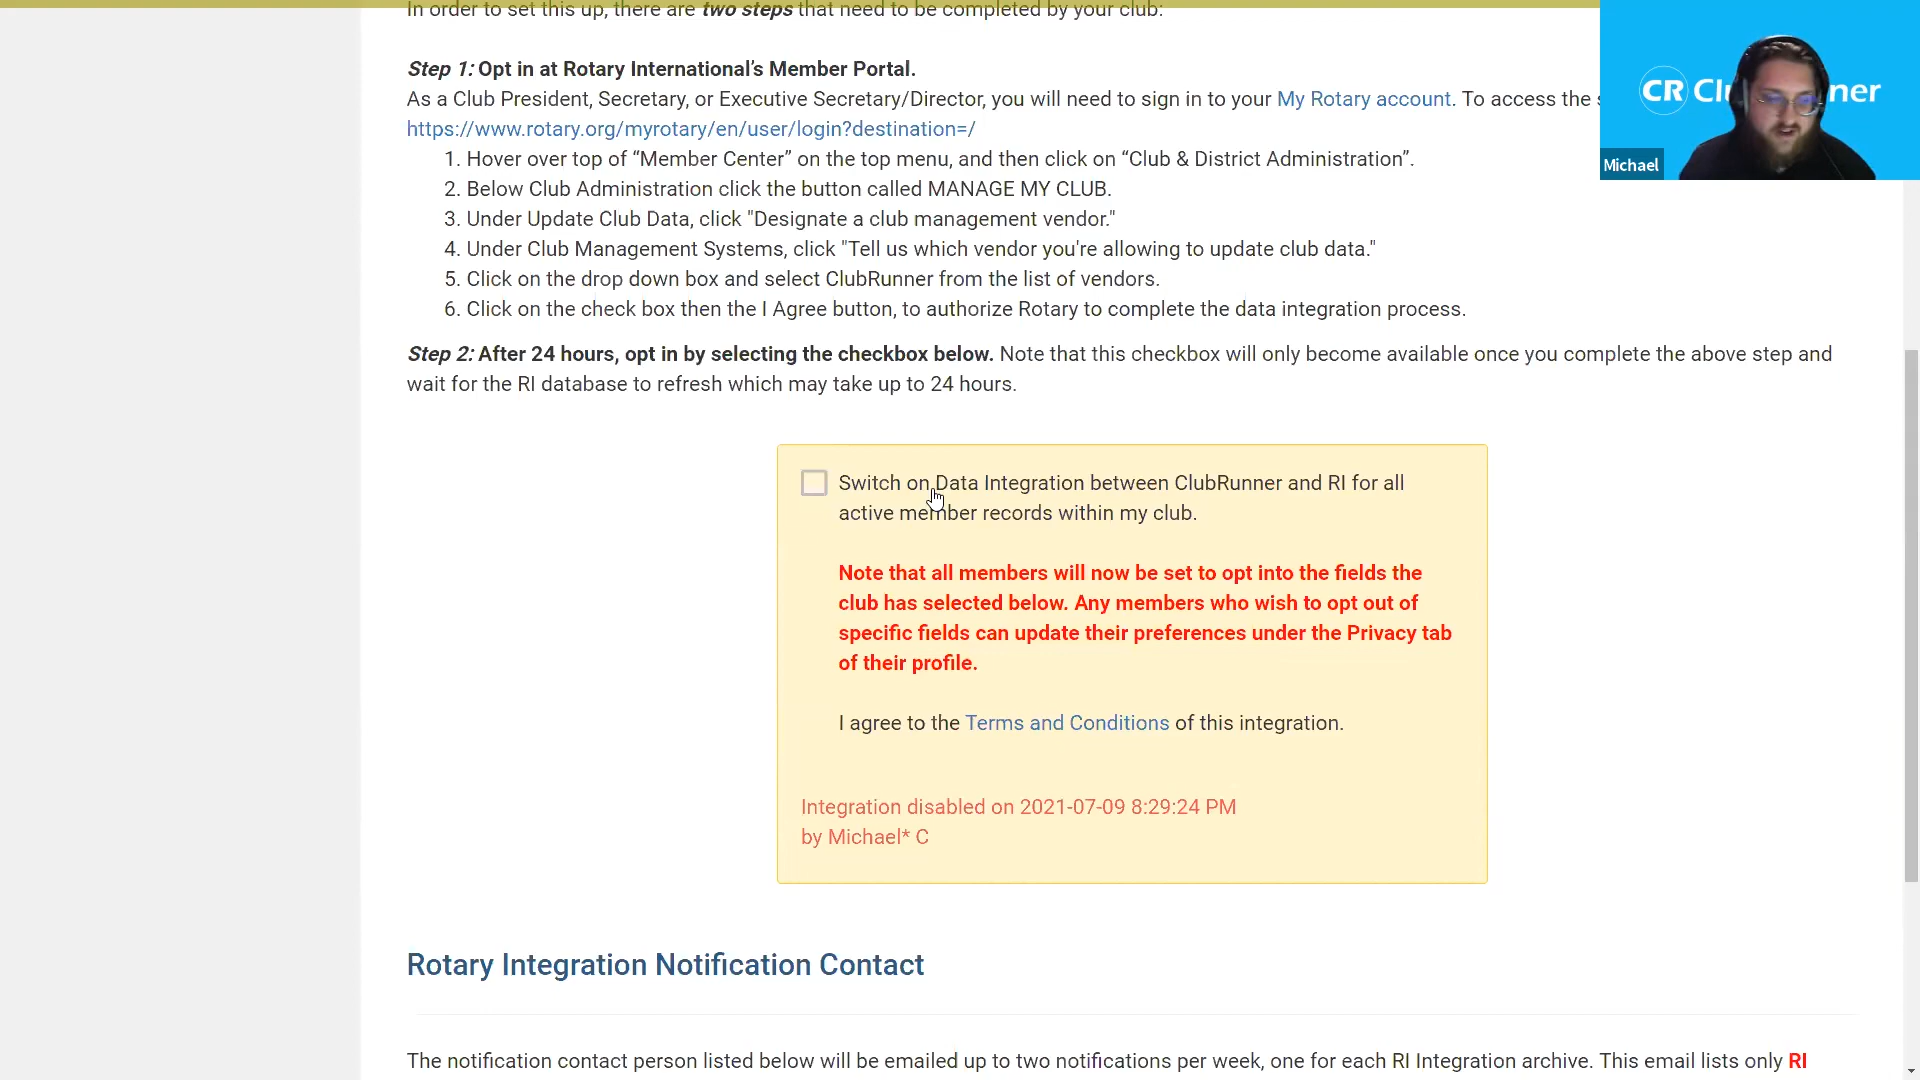 In order to set this up, there are two steps that need to be completed by your club:
Step 1: Opt in at Rotary International's Member Portal.
As a Club President, Secretary, or Executive Secretary/Director, you will need to sign in to your My Rotary account. To access the
https://www.rotary.org/myrotary/en/user/login?destination=/
1. Hover over top of “Member Center” on the top menu, and then click on “Club & District Administration”.
2. Below Club Administration click the button called MANAGE MY CLUB.
3. Under Update Club Data, click "Designate a club management vendor."
4. Under Club Management Systems, click "Tell us which vendor you're allowing to update club data."
5. Click on the drop down box and select ClubRunner from the list of vendors.
6. Click on the check box then the I Agree button, to authorize Rotary to complete the data integration process.
Step 2: After 24 hours, opt in by selecting the checkbox below. Note that this checkbox will only become available once you complete the above step and
wait for the RI database to refresh which may take up to 24 hours.
Switch on Data Integration between ClubRunner and RI for all
active member records within my club.
Note that all members will now be set to opt into the fields the
club has selected below. Any members who wish to opt out of
specific fields can update their preferences under the Privacy tab
of their profile.
I agree to the Terms and Conditions of this integration.
Integration disabled on 2021-07-09 8:29:24 PM
by Michael* C
Rotary Integration Notification Contact
The notification contact person listed below will be emailed up to two notifications per week, one for each RI Integration archive. This email lists only RI
CR
Michael